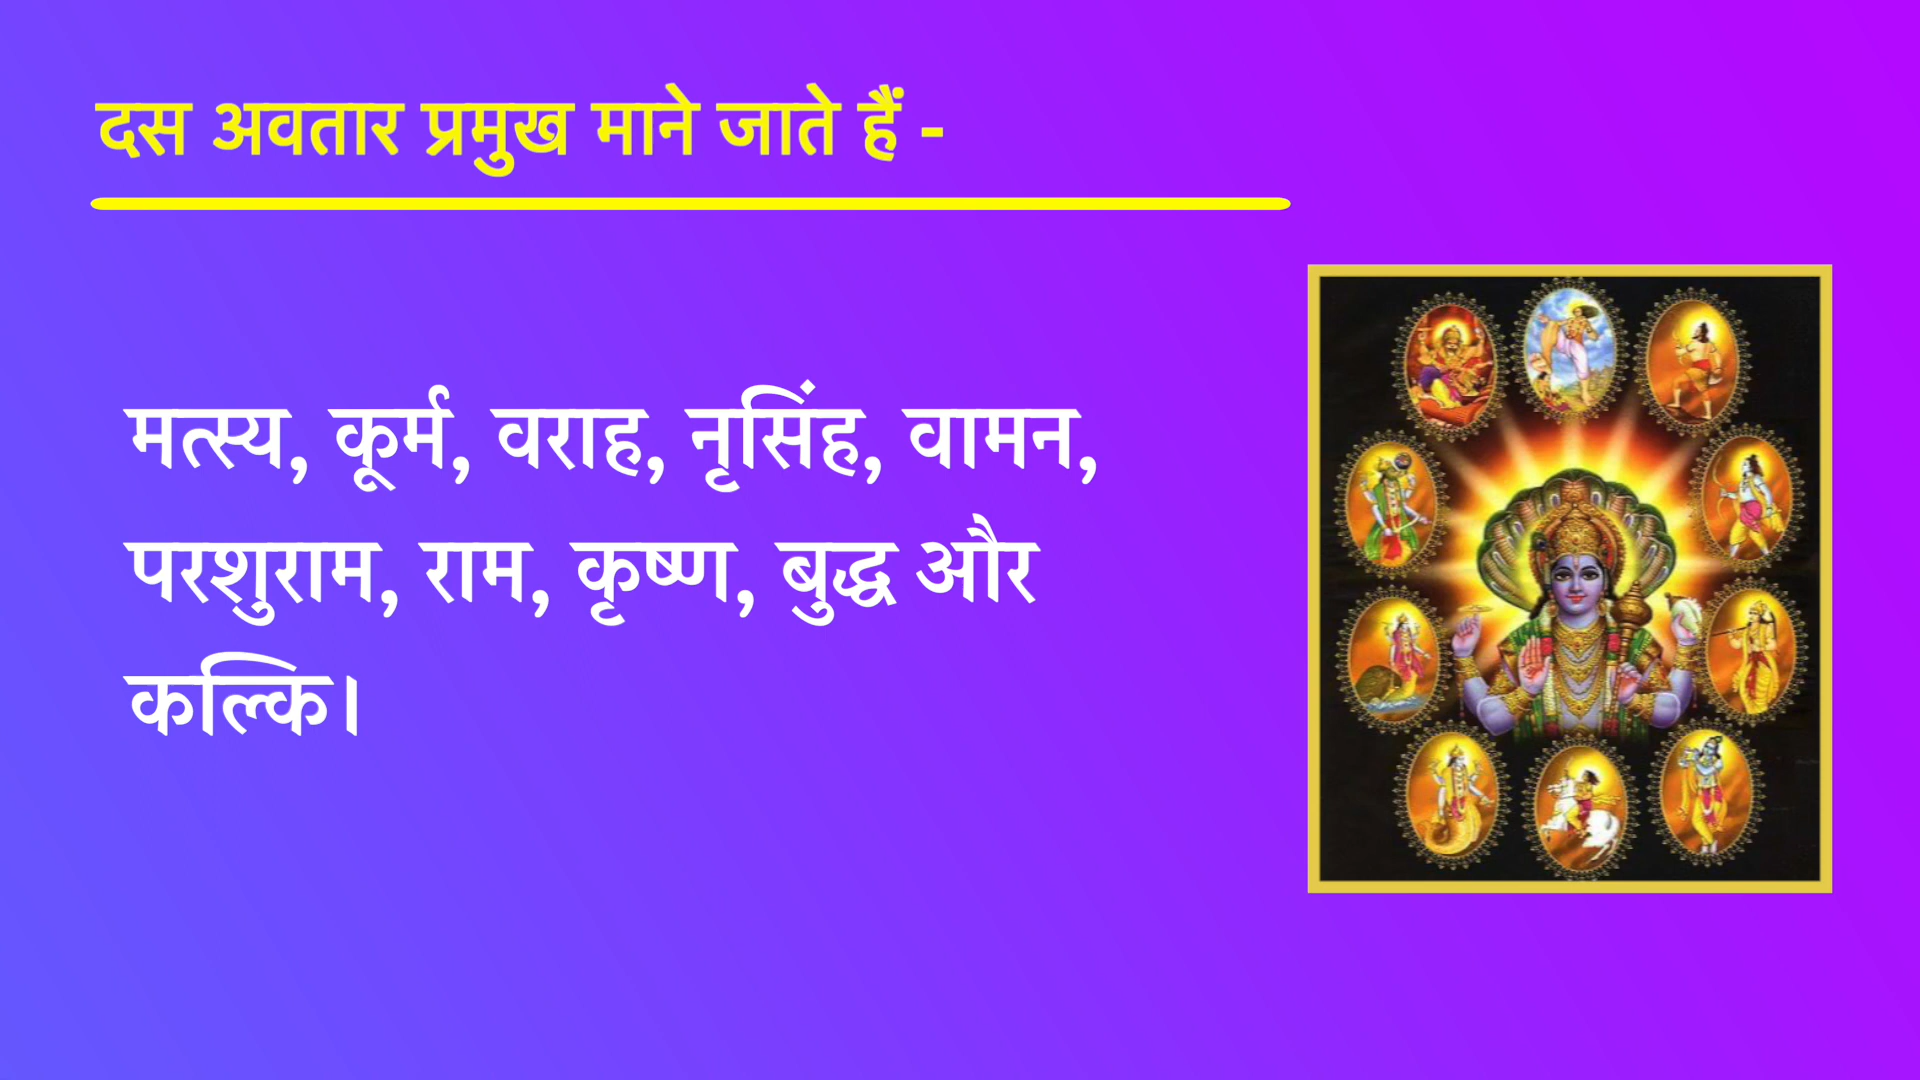 दस अवतार प्रमुख माने जाते हैं -
मत्स्य, कूर्म, वराह, नृसिंह, वामन,
परशुराम, राम, कृष्ण, बुद्ध और
कल्कि।